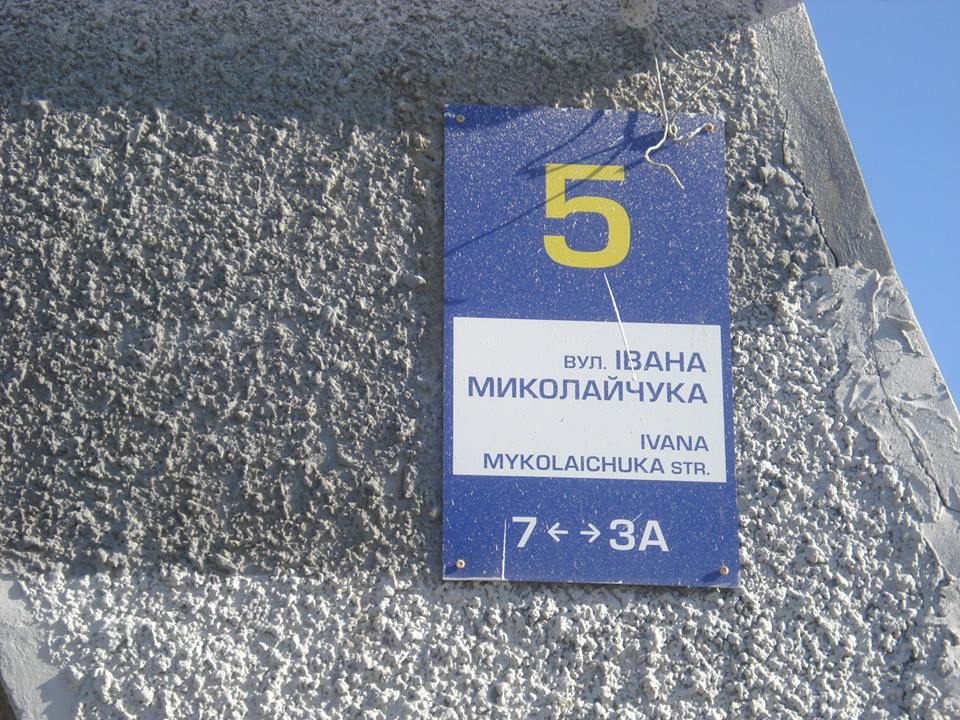 5
ВУЛ. ІВАНА
МИКОЛАЙЧУКА
IVANA
MYKOLAICHUKA STR.
7 ←→ 3А